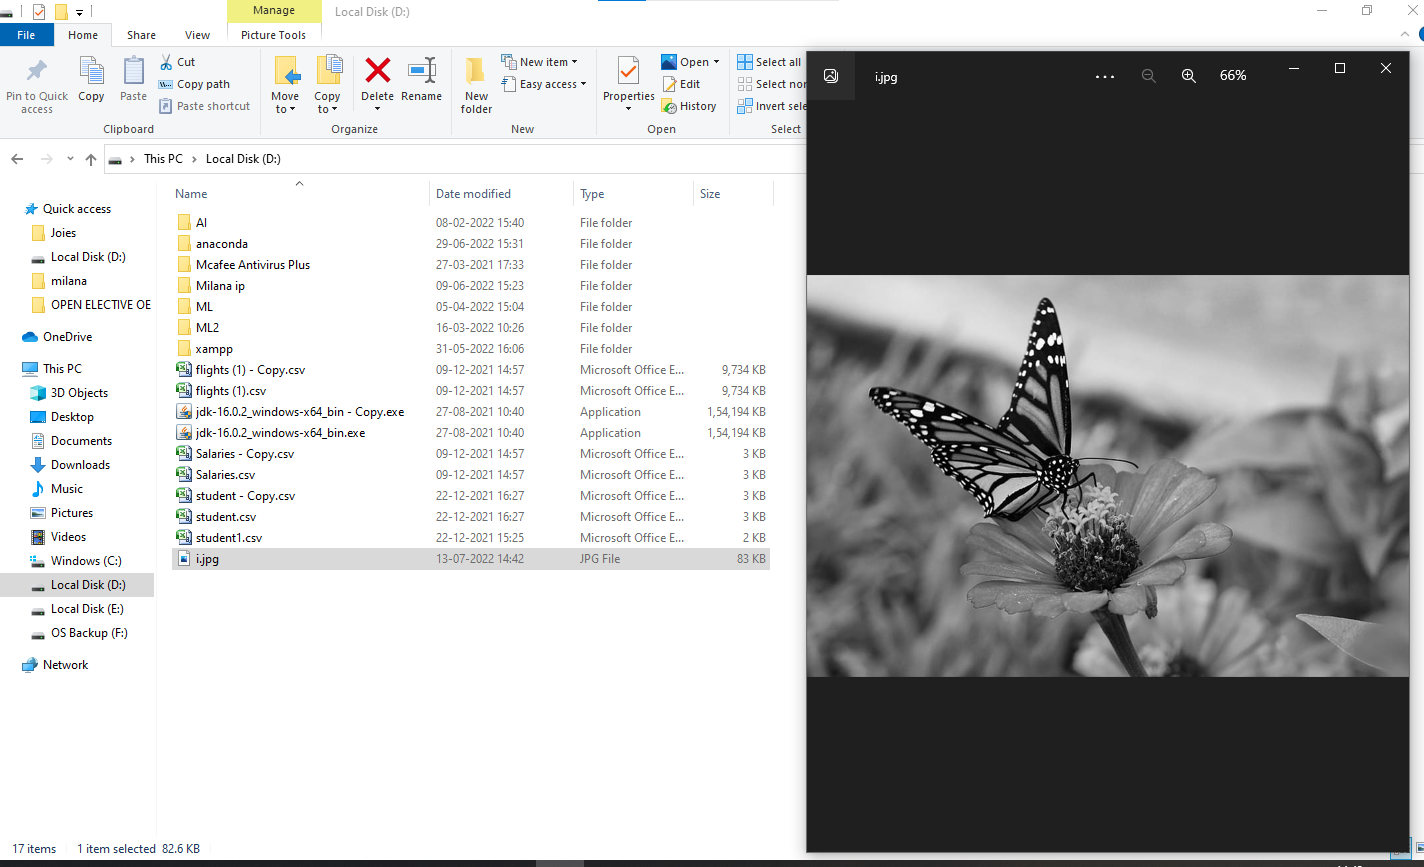 Manage
Local Disk (D:)
File Home Share View Picture Tools
Pin to Quick access
Copy
Paste
Cut
Copy path
Paste shortcut
Clipboard
Move to
Copy to
Delete
Rename
Organize
New folder
New item
Easy access
New
Properties
Open
Edit
History
Open
Select all
Select
Invert
Select
This PC > Local Disk (D:)
Quick access
Joies
Local Disk (D:)
milana
OPEN ELECTIVE OE
OneDrive
This PC
3D Objects
Desktop
Documents
Downloads
Music
Pictures
Videos
Windows (C:)
Local Disk (D:)
Local Disk (E:)
OS Backup (F:)
Network
Name Date modified Type Size
AI 08-02-2022 15:40 File folder
anaconda 29-06-2022 15:31 File folder
Mcafee Antivirus Plus 27-03-2021 17:33 File folder
Milana ip 09-06-2022 15:23 File folder
ML 05-04-2022 15:04 File folder
ML2 16-03-2022 10:26 File folder
xampp 31-05-2022 16:06 File folder
flights (1) - Copy.csv 09-12-2021 14:57 Microsoft Office E... 9,734 KB
flights (1).csv 09-12-2021 14:57 Microsoft Office E... 9,734 KB
jdk-16.0.2_windows-x64_bin - Copy.exe 27-08-2021 10:40 Application 1,54,194 KB
jdk-16.0.2_windows-x64_bin.exe 27-08-2021 10:40 Application 1,54,194 KB
Salaries - Copy.csv 09-12-2021 14:57 Microsoft Office E... 3 KB
Salaries.csv 09-12-2021 14:57 Microsoft Office E... 3 KB
student - Copy.csv 22-12-2021 16:27 Microsoft Office E... 3 KB
student.csv 22-12-2021 16:27 Microsoft Office E... 3 KB
student1.csv 22-12-2021 15:25 Microsoft Office E... 2 KB
i.jpg 13-07-2022 14:42 JPG File 83 KB
17 items 1 item selected 82.6 KB
i.jpg 66%